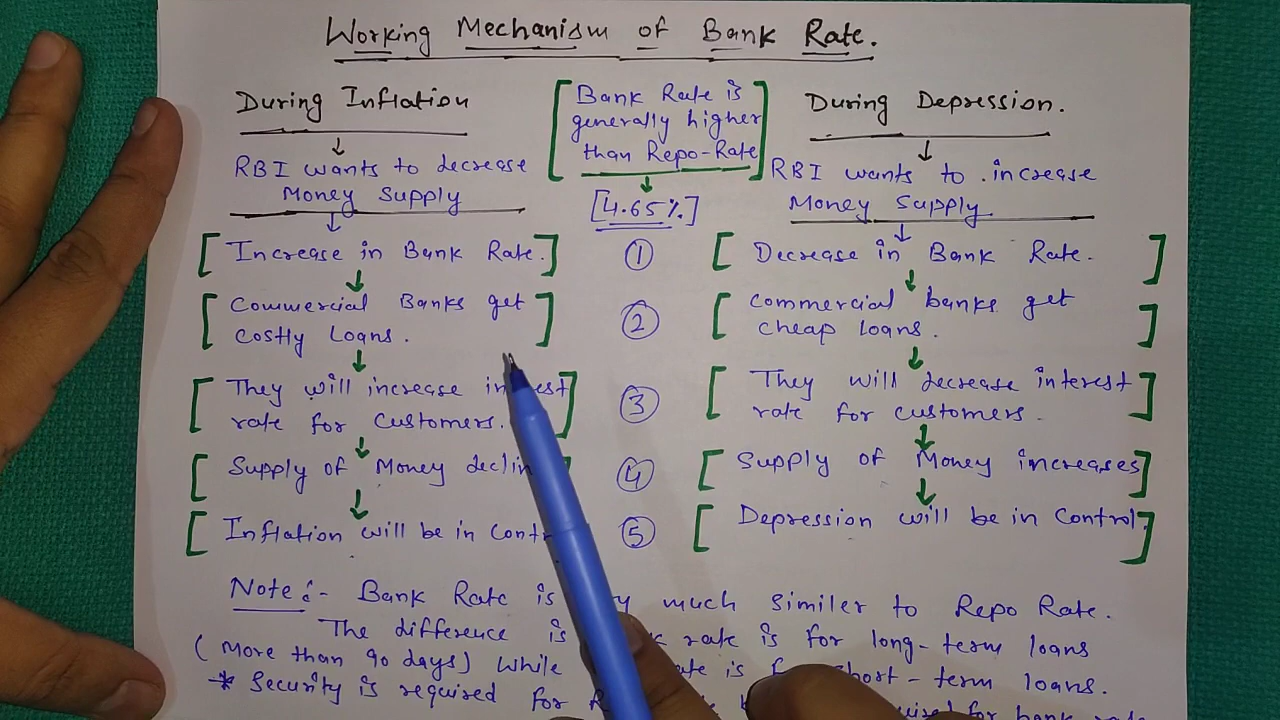 Working Mechanism of Bank Rate.
During Inflation
RBI wants to decrease
Money Supply
[Increase in Bank Rate.]
[Commercial Banks get
costly Loans.]
[They will increase
rate for customers.]
[Supply of Money
[Inflation will be in
[Bank Rate is
generally higher
than Repo-Rate]
[4.65%]
①
②
③
④
⑤
During Depression.
RBI wants to increase
Money Supply
[Decrease in Bank Rate.]
[commercial banks get
cheap loans.]
[They will decrease interest
rate for customers.]
[Supply of Money increases]
[Depression will be in control.]
Note:- Bank Rate is much similer to Repo Rate.
The difference is rate is for long-term loans
(more than 90 days) while is term loans.
* Security is required for for bank